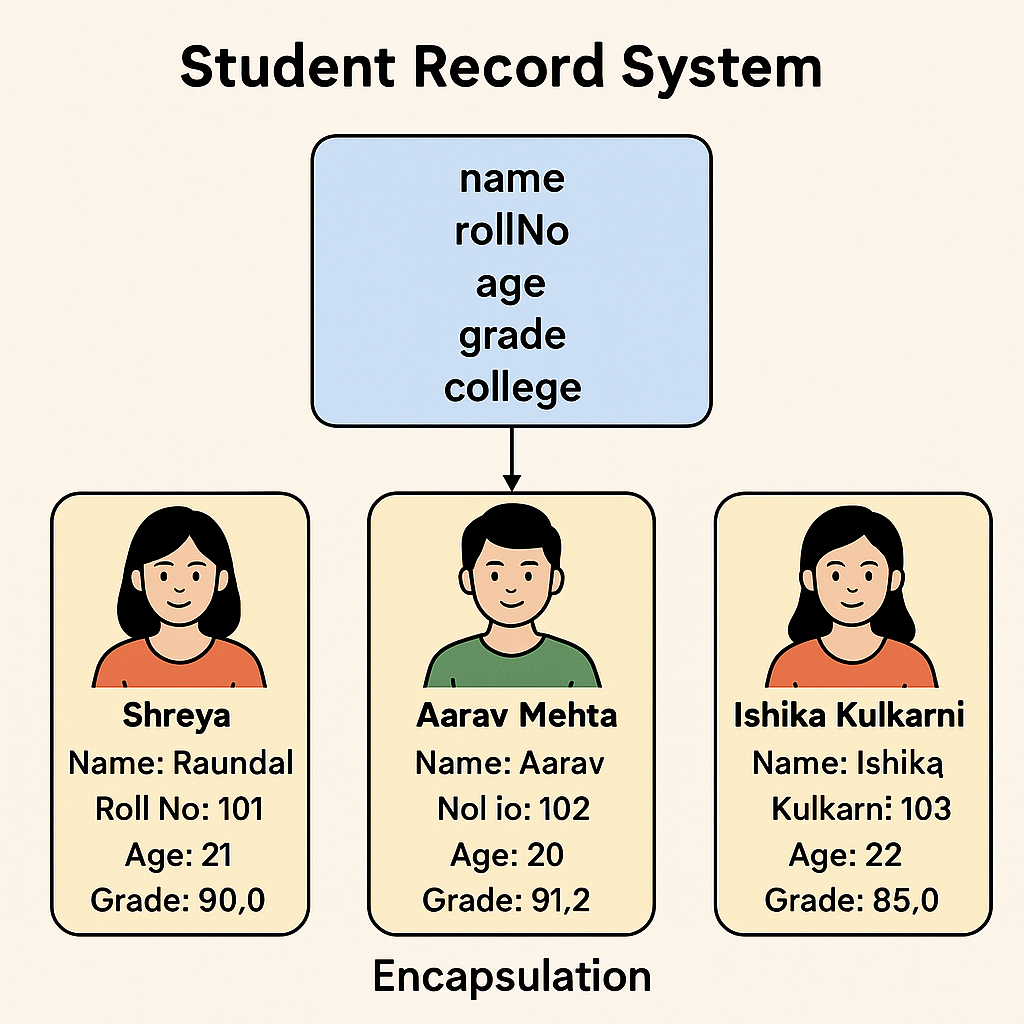 Student Record System
name
rollNo
age
grade
college
Shreya
Name: Raundal
Roll No: 101
Age: 21
Grade: 90,0
Aarav Mehta
Name: Aarav
Nol io: 102
Age: 20
Grade: 91,2
Ishika Kulkarni
Name: Ishika
Kulkarni: 103
Age: 22
Grade: 85,0
Encapsulation